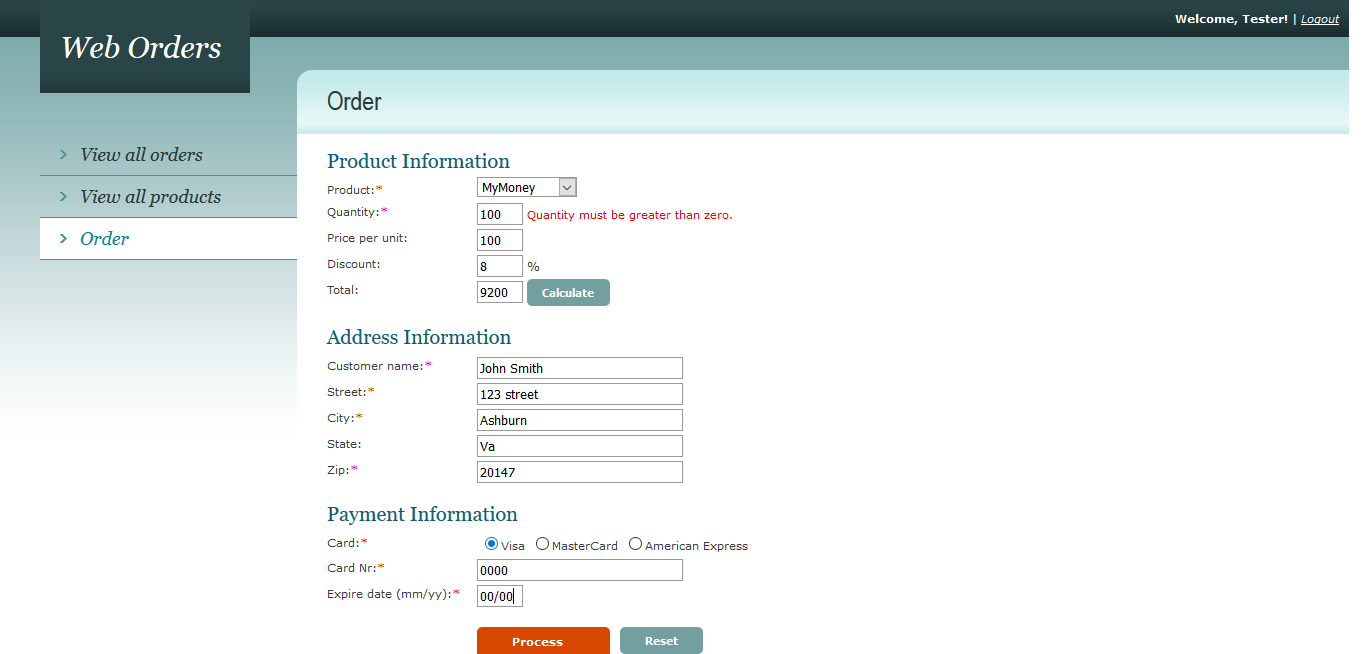 Welcome, Tester! | Logout
Web Orders
View all orders
View all products
Order
Order
Product Information
Product:* MyMoney
Quantity:* 100 Quantity must be greater than zero.
Price per unit: 100
Discount: 8 %
Total: 9200 Calculate
Address Information
Customer name:* John Smith
Street:* 123 street
City:* Ashburn
State: Va
Zip:* 20147
Payment Information
Card:* Visa MasterCard American Express
Card Nr:* 0000
Expire date (mm/yy):* 00/00
Process Reset